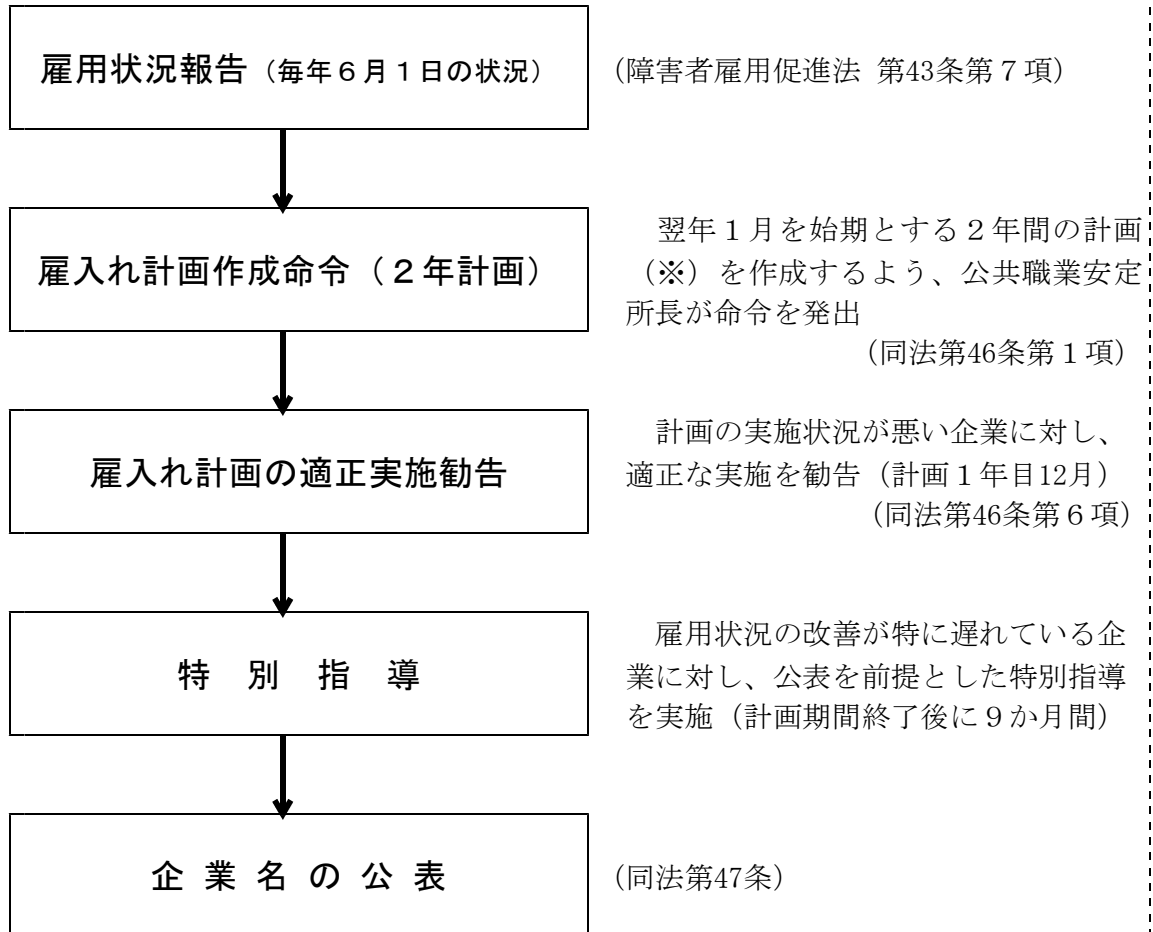 雇用状況報告（毎年６月１日の状況）
（障害者雇用促進法 第43条第７項）
雇入れ計画作成命令（２年計画）
翌年１月を始期とする２年間の計画
（※）を作成するよう、公共職業安定
所長が命令を発出
（同法第46条第１項）
雇入れ計画の適正実施勧告
計画の実施状況が悪い企業に対し、
適正な実施を勧告（計画１年目12月）
（同法第46条第６項）
特 別 指 導
雇用状況の改善が特に遅れている企
業に対し、公表を前提とした特別指導
を実施（計画期間終了後に９か月間）
企 業 名 の 公 表
（同法第47条）